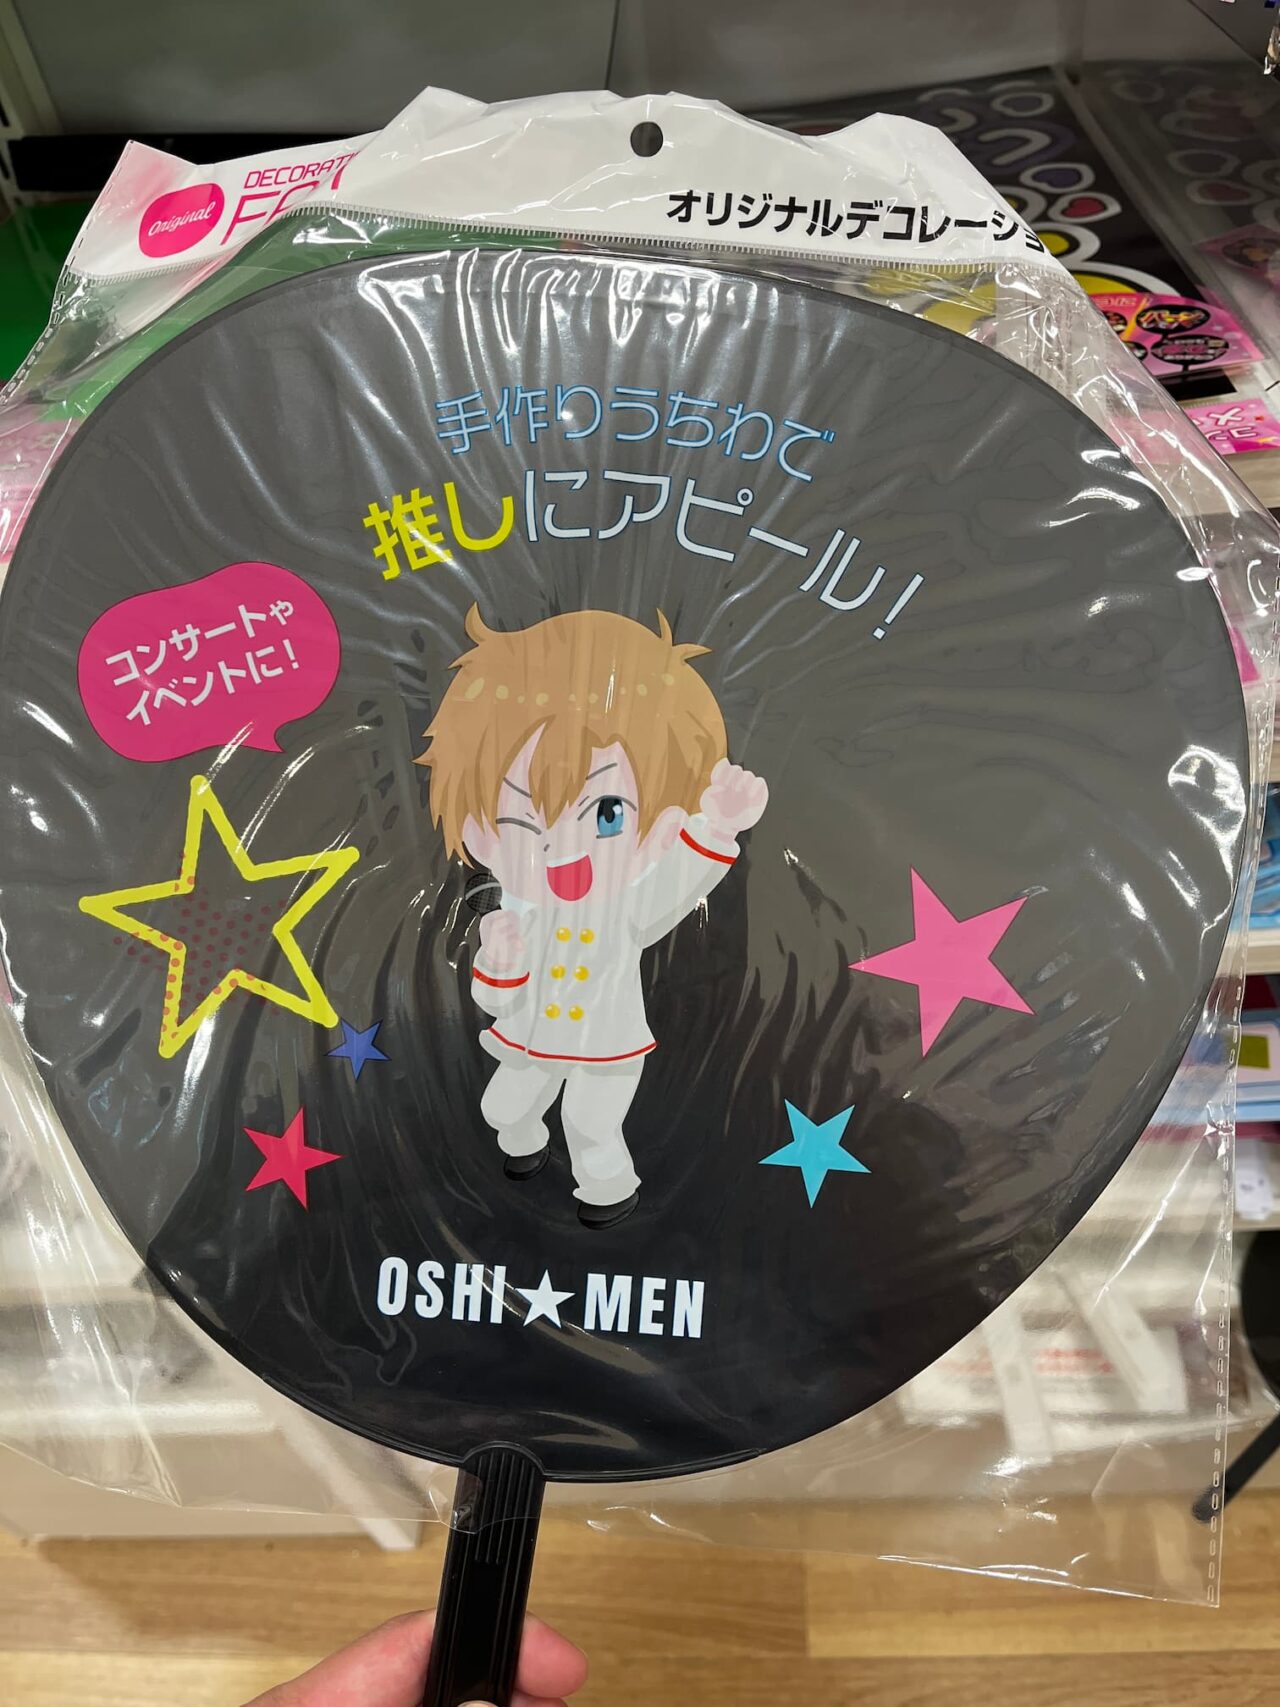 Original
DECORATI
オリジナルデコレーショ
手作りうちわで
推しにアピール!
コンサートや
イベントに!
OSHI★MEN